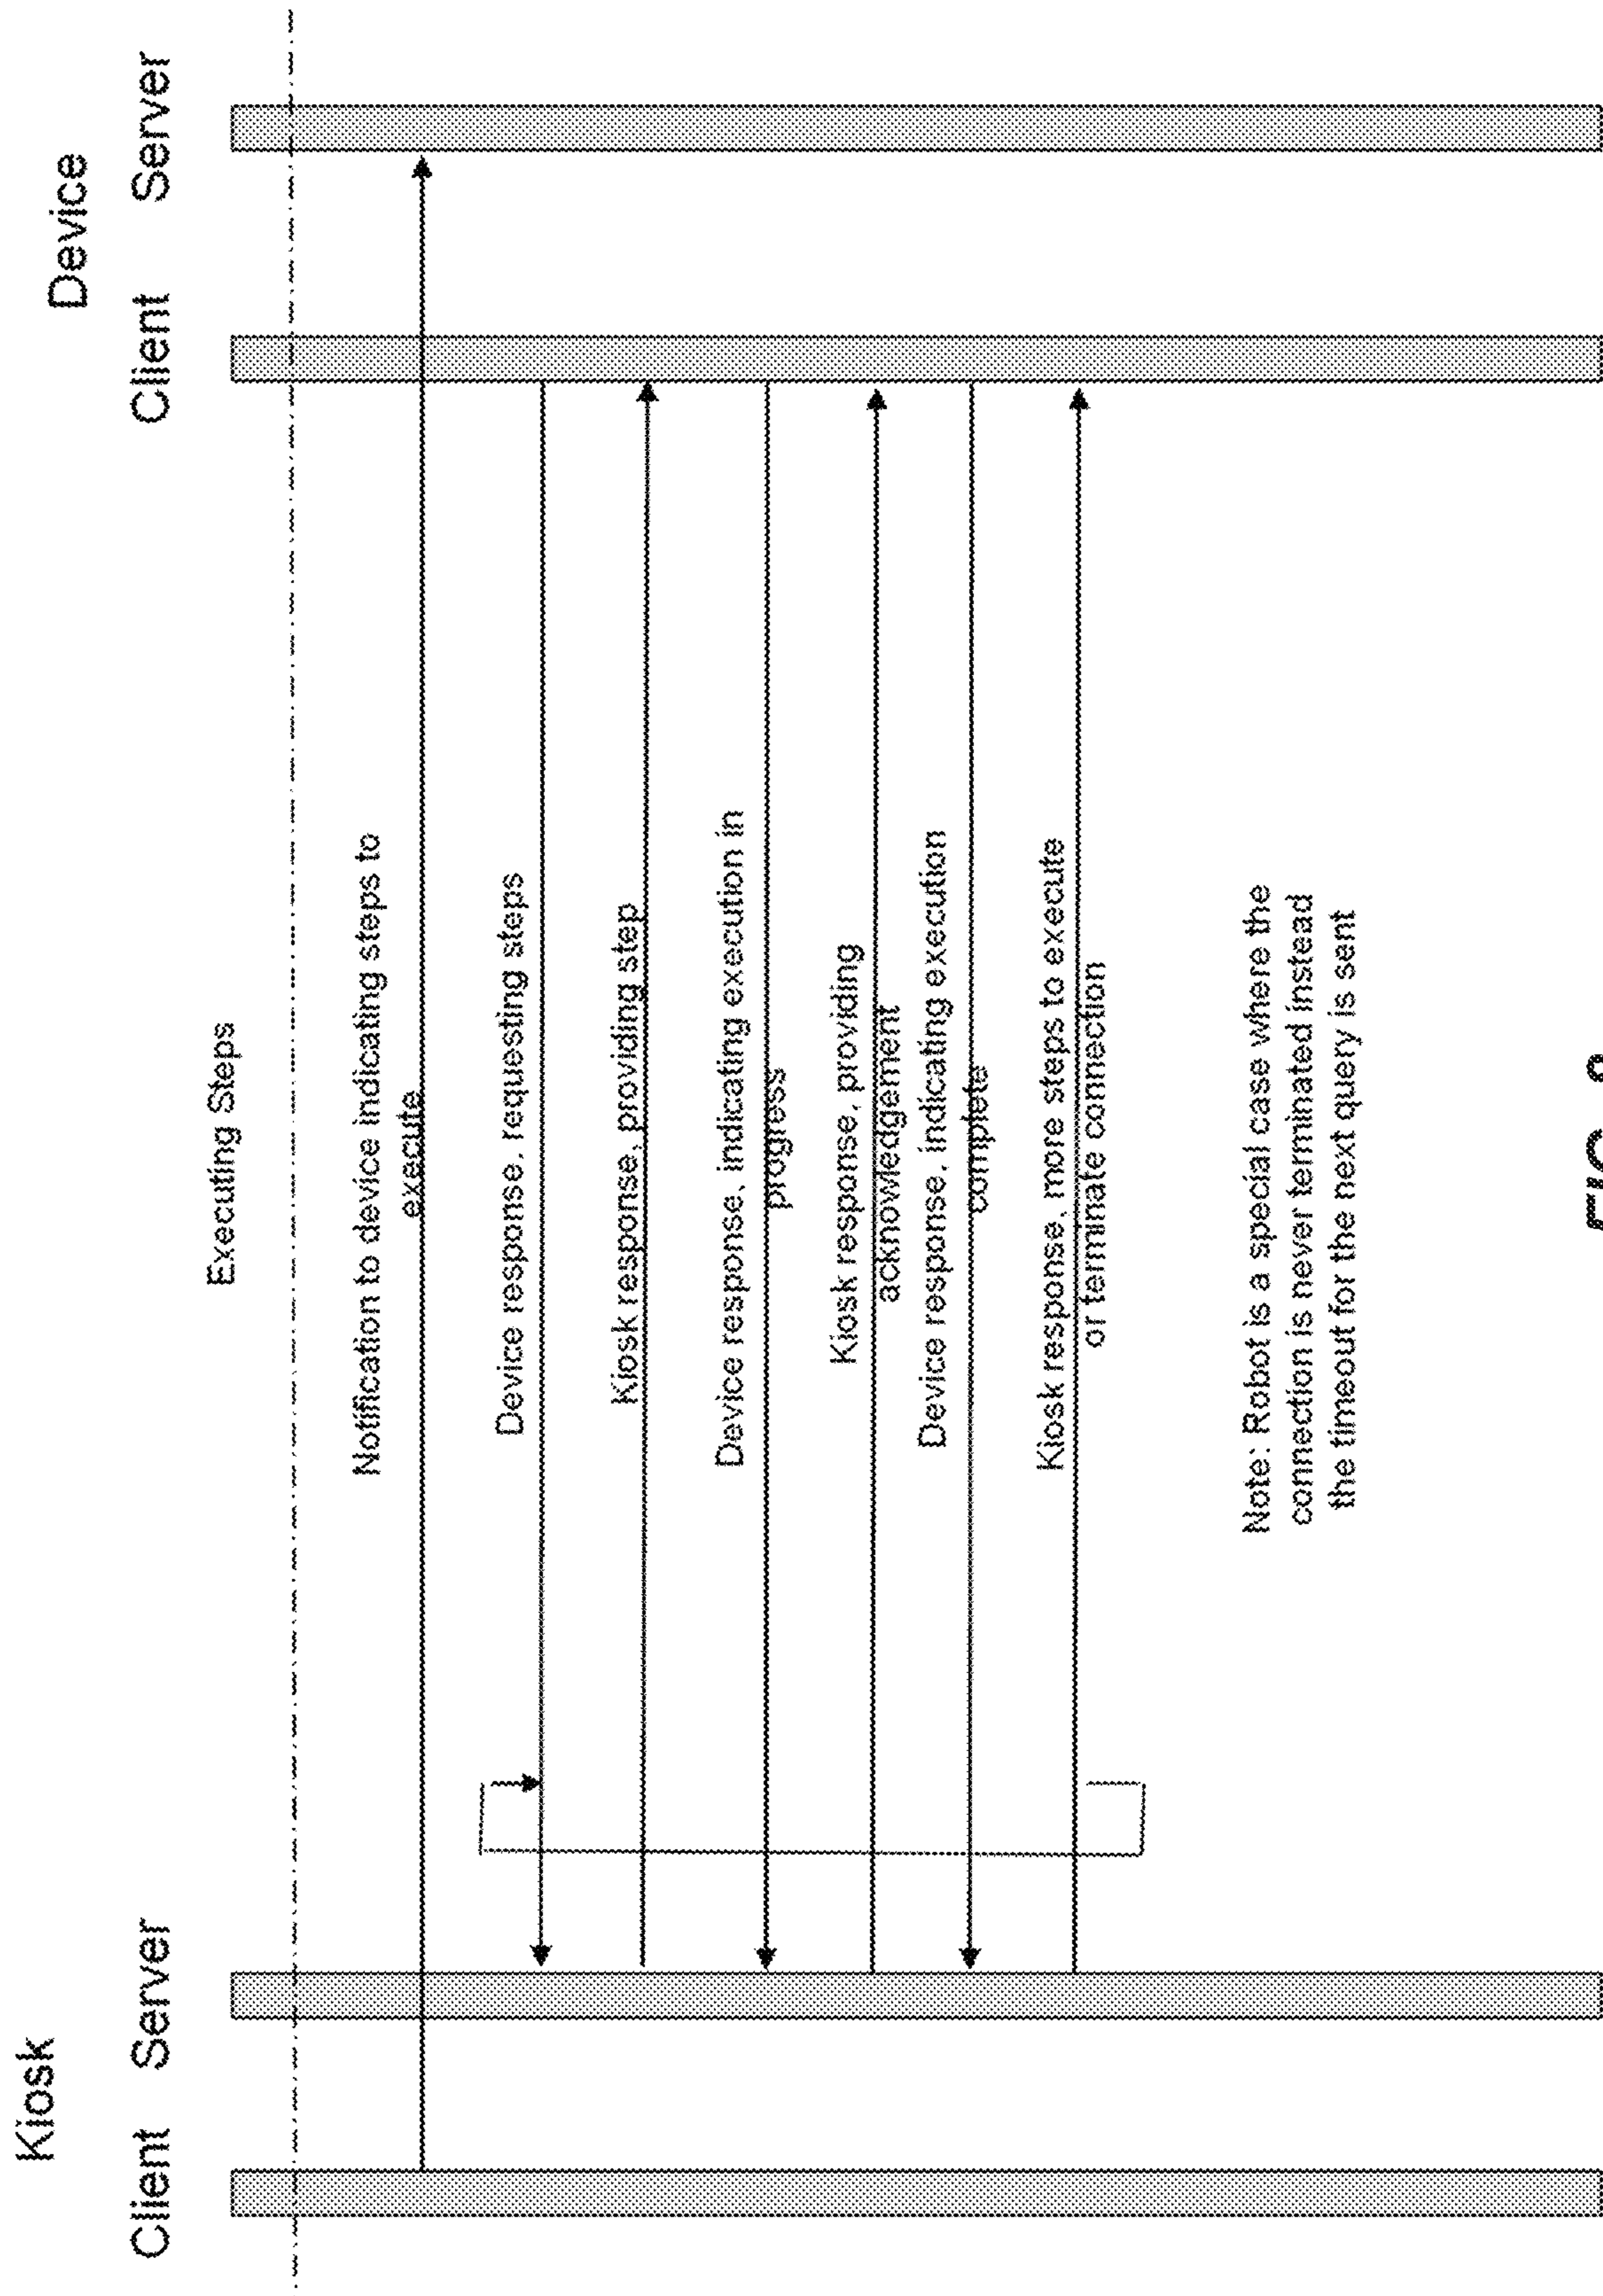 Kiosk
Device
Client
Server
Client
Server
Executing Steps
Notification to device indicating steps to
execute
Device response, requesting steps
Kiosk response, providing step
Device response, indicating execution in
progress
Kiosk response, providing
acknowledgement
Device response, indicating execution
complete
Kiosk response, more steps to execute
or terminate connection
Note: Robot is a special case where the
connection is never terminated instead
the timeout for the next query is sent